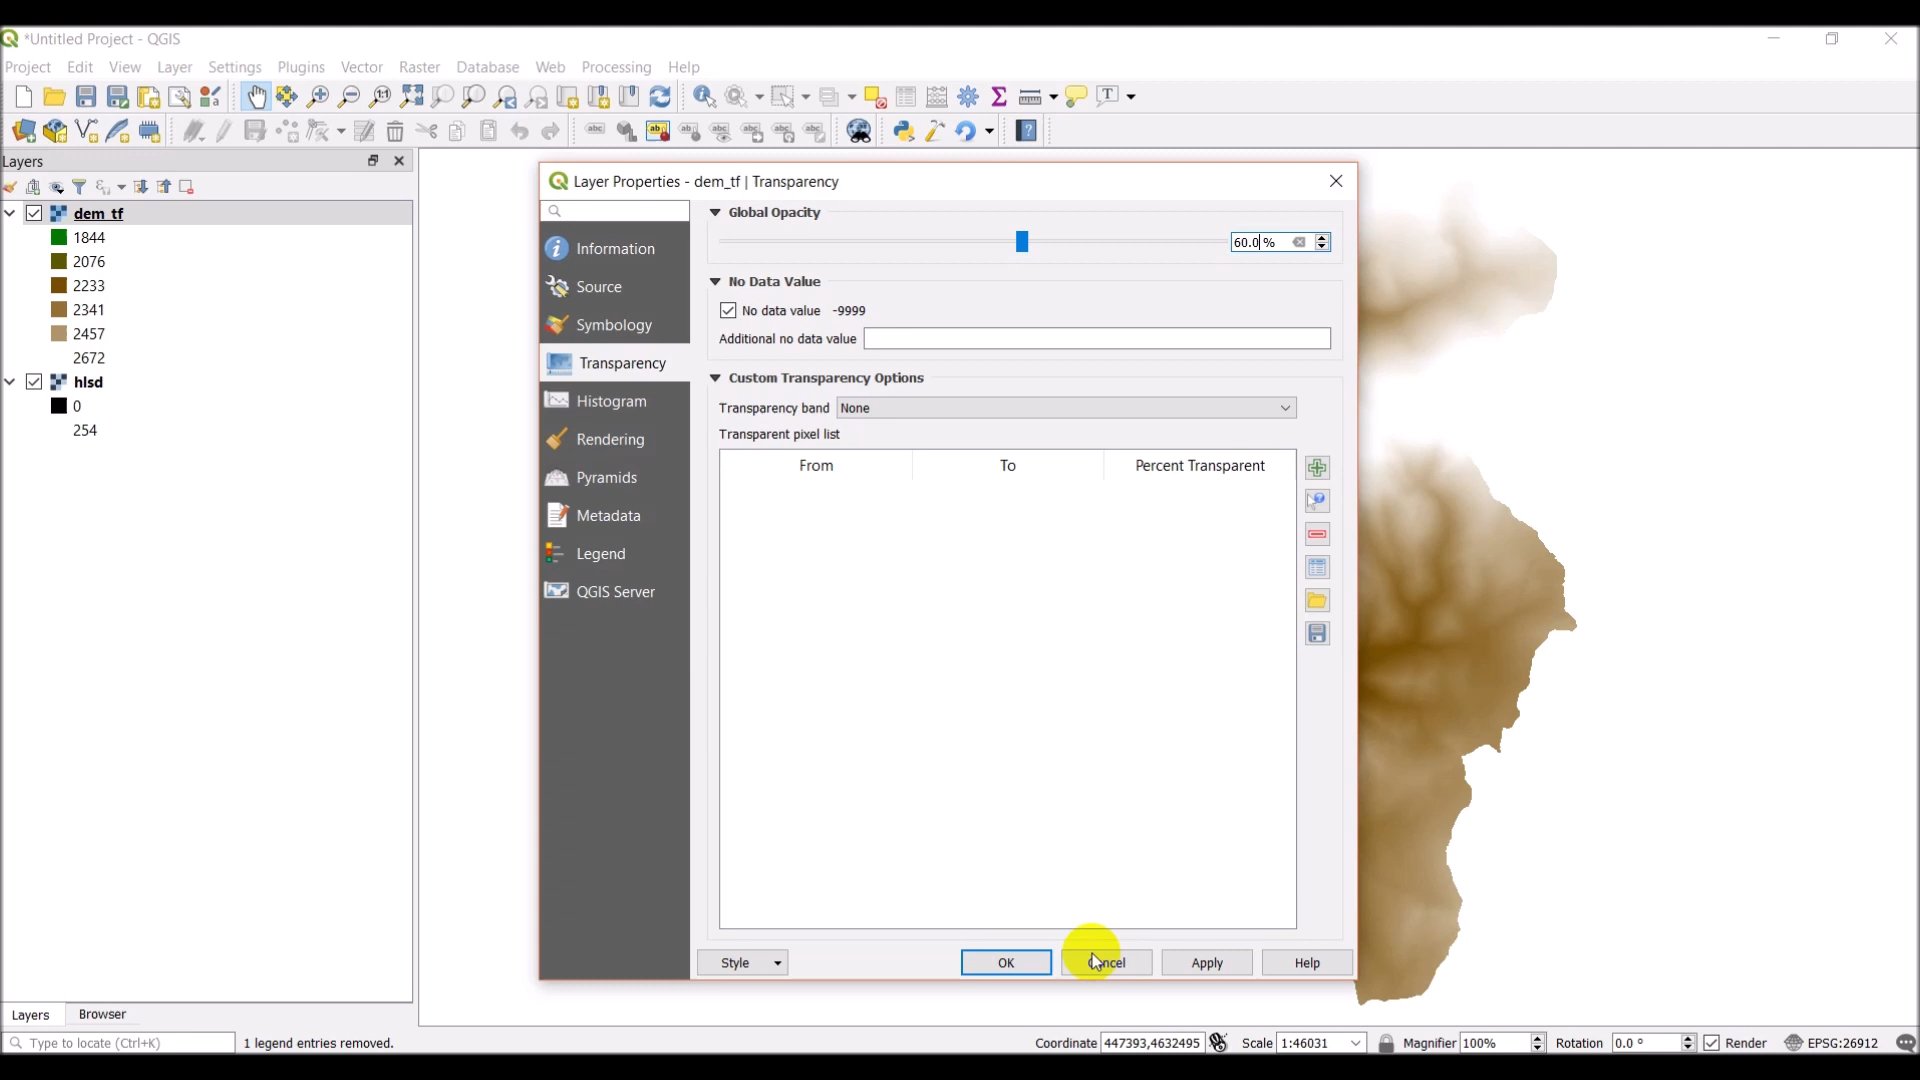 *Untitled Project - QGIS
Project Edit View Layer Settings Plugins Vector Raster Database Web Processing Help
Layers
dem_tf
1844
2076
2233
2341
2457
2672
hlsd
0
254
Layer Properties - dem_tf | Transparency
Information
Source
Symbology
Transparency
Histogram
Rendering
Pyramids
Metadata
Legend
QGIS Server
Global Opacity
60.0 %
No Data Value
No data value -9999
Additional no data value
Custom Transparency Options
Transparency band None
Transparent pixel list
From To Percent Transparent
Style OK Cancel Apply Help
Layers Browser
Type to locate (Ctrl+K) 1 legend entries removed. Coordinate 447393,4632495 Scale 1:46031 Magnifier 100% Rotation 0.0 ° Render EPSG:26912